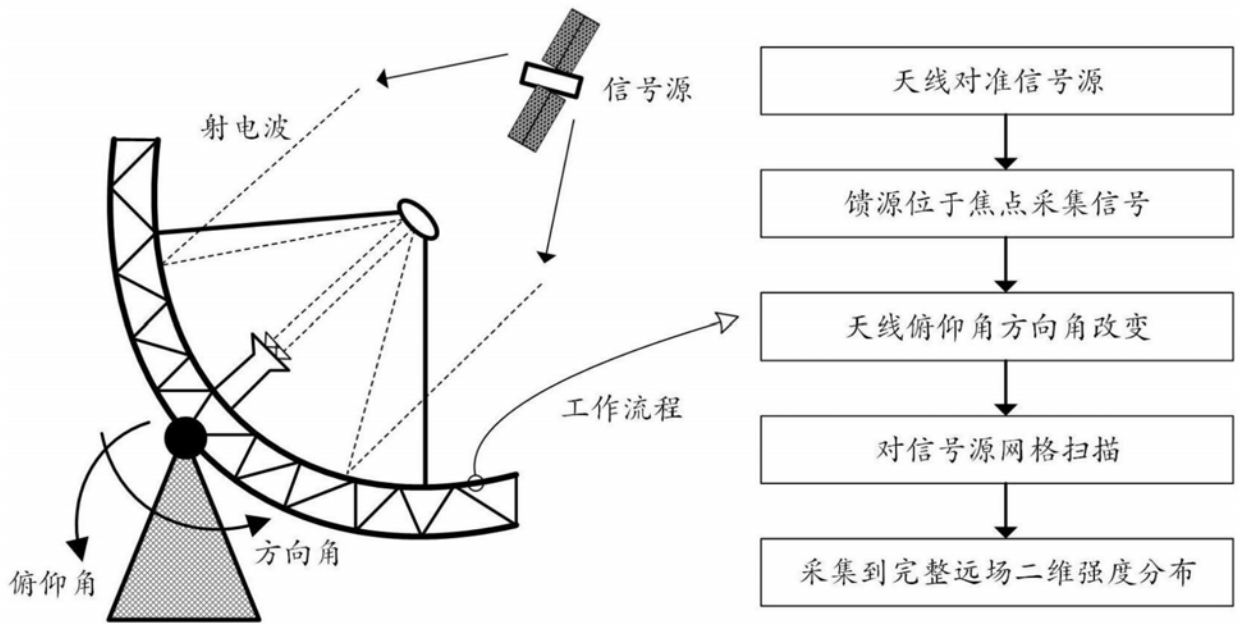 信号源
射电波
工作流程
方向角
俯仰角
天线对准信号源
馈源位于焦点采集信号
天线俯仰角方向角改变
对信号源网格扫描
采集到完整远场二维强度分布